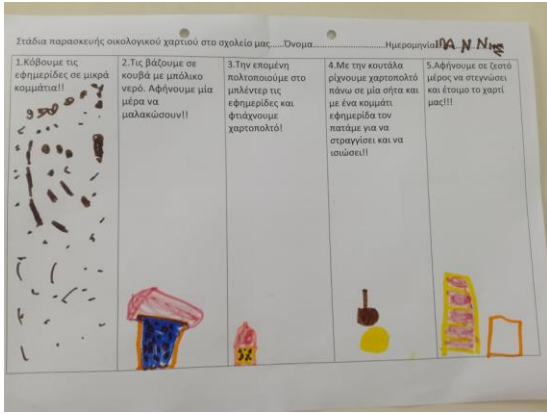 Στάδια παρασκευής οικολογικού χαρτιού στο σχολείο μας......Όνομα..............................Ημερομηνία
1.Κόβουμε τις
εφημερίδες σε μικρά
κομμάτια!!
2.Τις βάζουμε σε
κουβά με μπόλικο
νερό. Αφήνουμε μία
μέρα να
μαλακώσουν!!
3.Την επομένη
πολτοποιούμε στο
μπλέντερ τις
εφημερίδες και
φτιάχνουμε
χαρτοπολτό!
4.Με την κουτάλα
ρίχνουμε χαρτοπολτό
πάνω σε μία σήτα και
με ένα κομμάτι
εφημερίδα τον
πατάμε για να
στραγγίσει και να
ισιώσει!!
5.Αφήνουμε σε ζεστό
μέρος να στεγνώσει
και έτοιμο το χαρτί
μας!!!